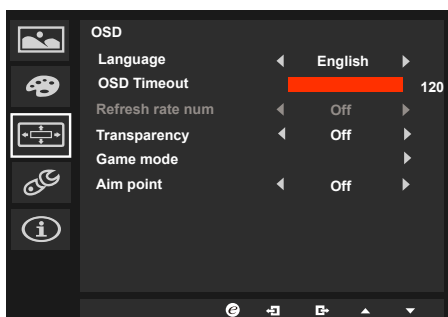 OSD
Language English
OSD Timeout 120
Refresh rate num Off
Transparency Off
Game mode
Aim point Off